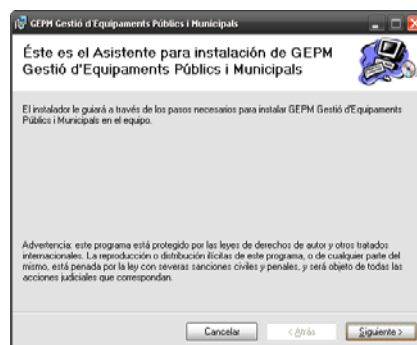 GEPM Gestió d'Equipaments Públics i Municipals
Éste es el Asistente para instalación de GEPM
Gestió d'Equipaments Públics i Municipals
El instalador le guiará a través de los pasos necesarios para instalar GEPM Gestió d'Equipaments
Públics i Municipals en el equipo.
Advertencia: este programa está protegido por las leyes de derechos de autor y otros tratados
internacionales. La reproducción o distribución ilícitas de este programa, o de cualquier parte del
mismo, está penada por la ley con severas sanciones civiles y penales, y será objeto de todas las
acciones judiciales que correspondan.
Cancelar
< Atrás
Siguiente >